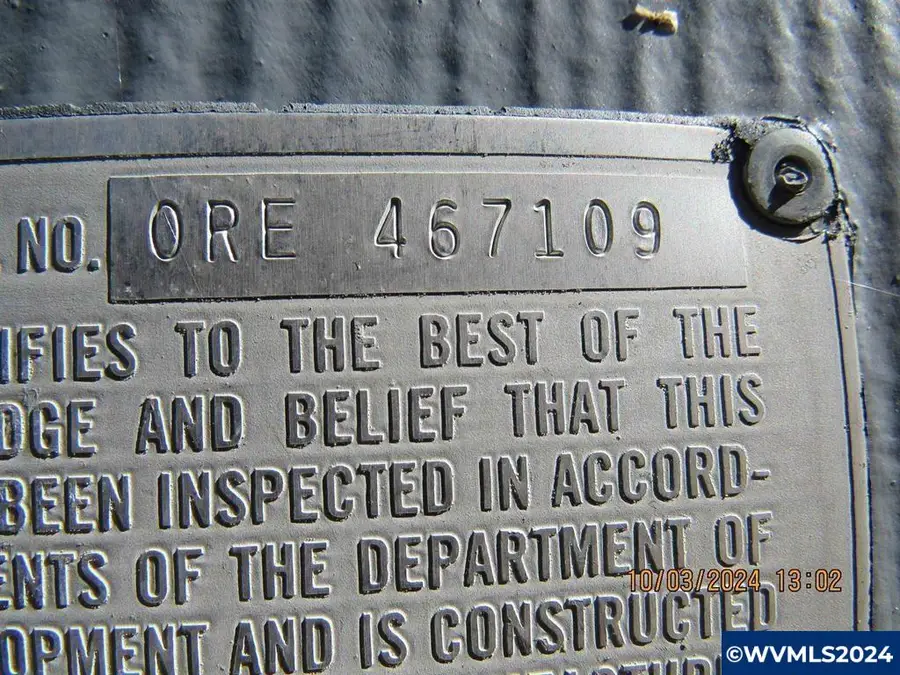 NO. ORE 467109
IFIES TO THE BEST OF THE
DGE AND BELIEF THAT THIS
BEEN INSPECTED IN ACCORD-
ENTS OF THE DEPARTMENT OF
OPMENT AND IS CONSTRUCTED
10/03/2024 13:02
©WVMLS2024